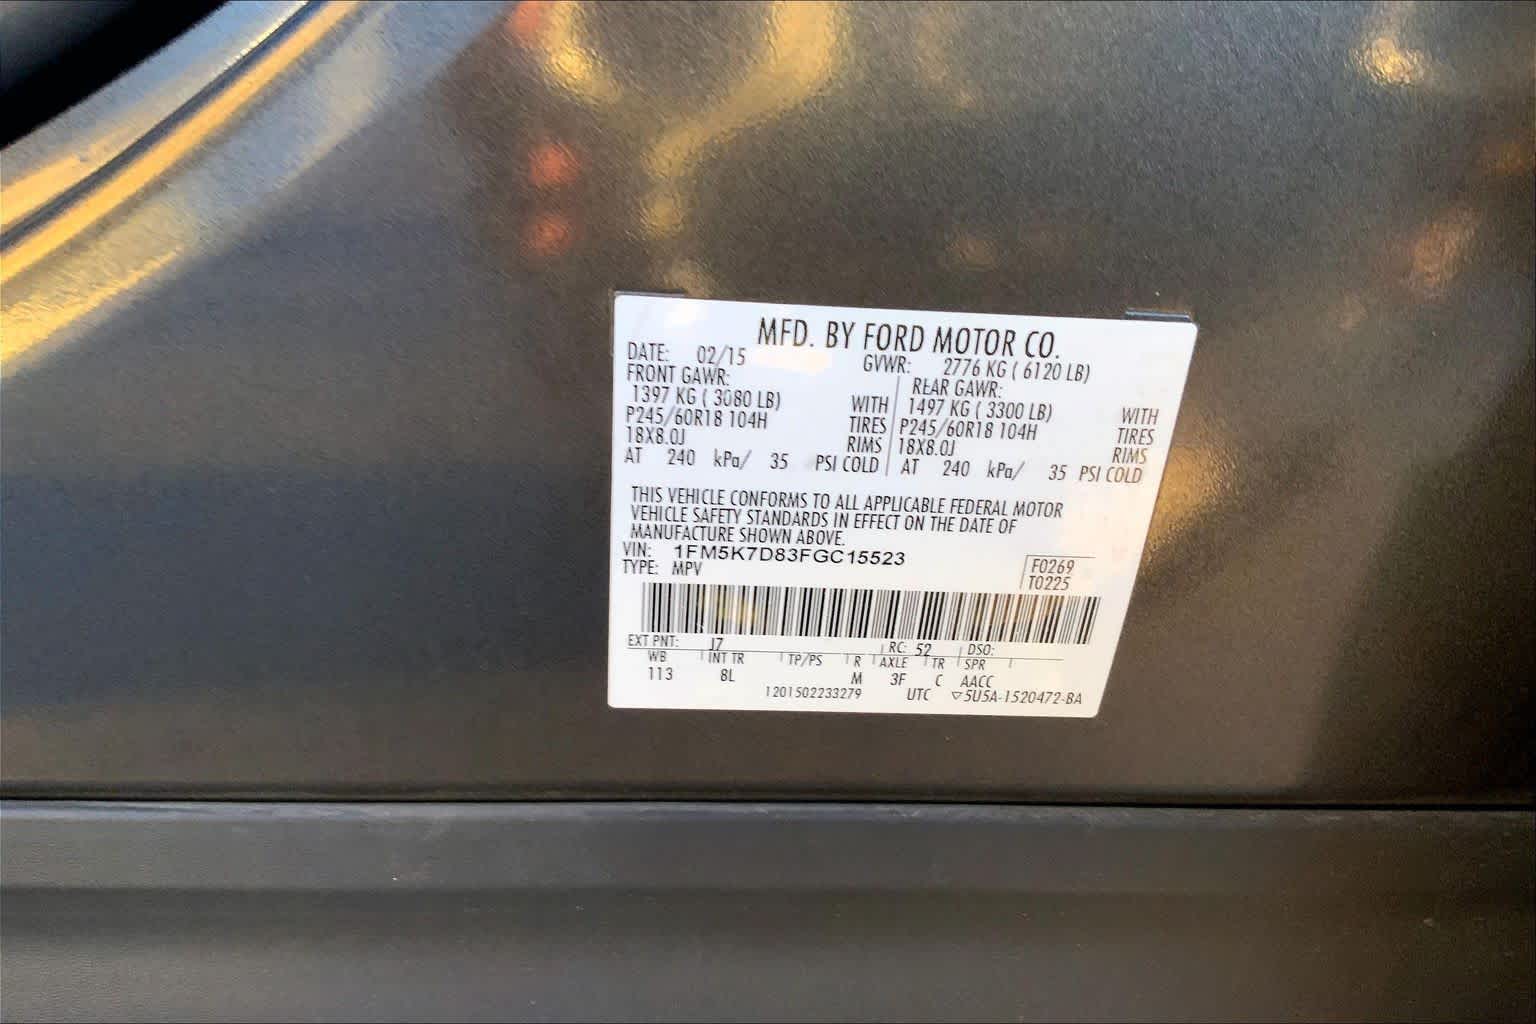 MFD. BY FORD MOTOR CO.
DATE: 02/15 GVWR: 2776 KG ( 6120 LB)
FRONT GAWR: REAR GAWR:
1397 KG ( 3080 LB) WITH 1497 KG ( 3300 LB) WITH
P245/60R18 104H TIRES P245/60R18 104H TIRES
18X8.0J RIMS 18X8.0J RIMS
AT 240 kPa/ 35 PSI COLD AT 240 kPa/ 35 PSI COLD
THIS VEHICLE CONFORMS TO ALL APPLICABLE FEDERAL MOTOR
VEHICLE SAFETY STANDARDS IN EFFECT ON THE DATE OF
MANUFACTURE SHOWN ABOVE.
VIN: 1FM5K7D83FGC15523
TYPE: MPV
F0269
T0225
EXT PNT: J7 RC: 52 DSO:
WB INT TR TP/PS R AXLE TR SPR
113 8L M 3F C AACC
1201502233279 UTC ▽5U5A-1520472-BA